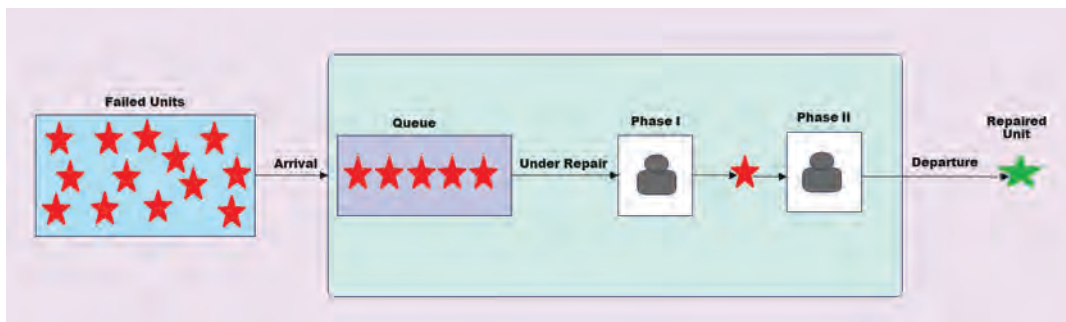 Failed Units
Arrival
Queue
Under Repair
Phase I
Phase II
Departure
Repaired
Unit